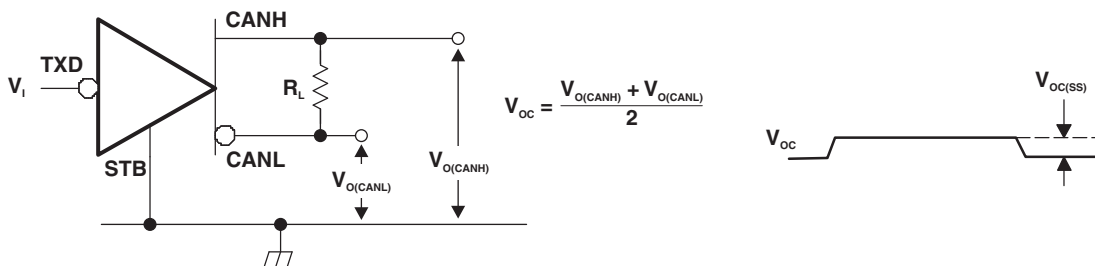 CANH
TXD
V_I
R_L
V_OC = (V_O(CANH) + V_O(CANL)) / 2
V_OC(SS)
V_OC
STB
CANL
V_O(CANL)
V_O(CANH)